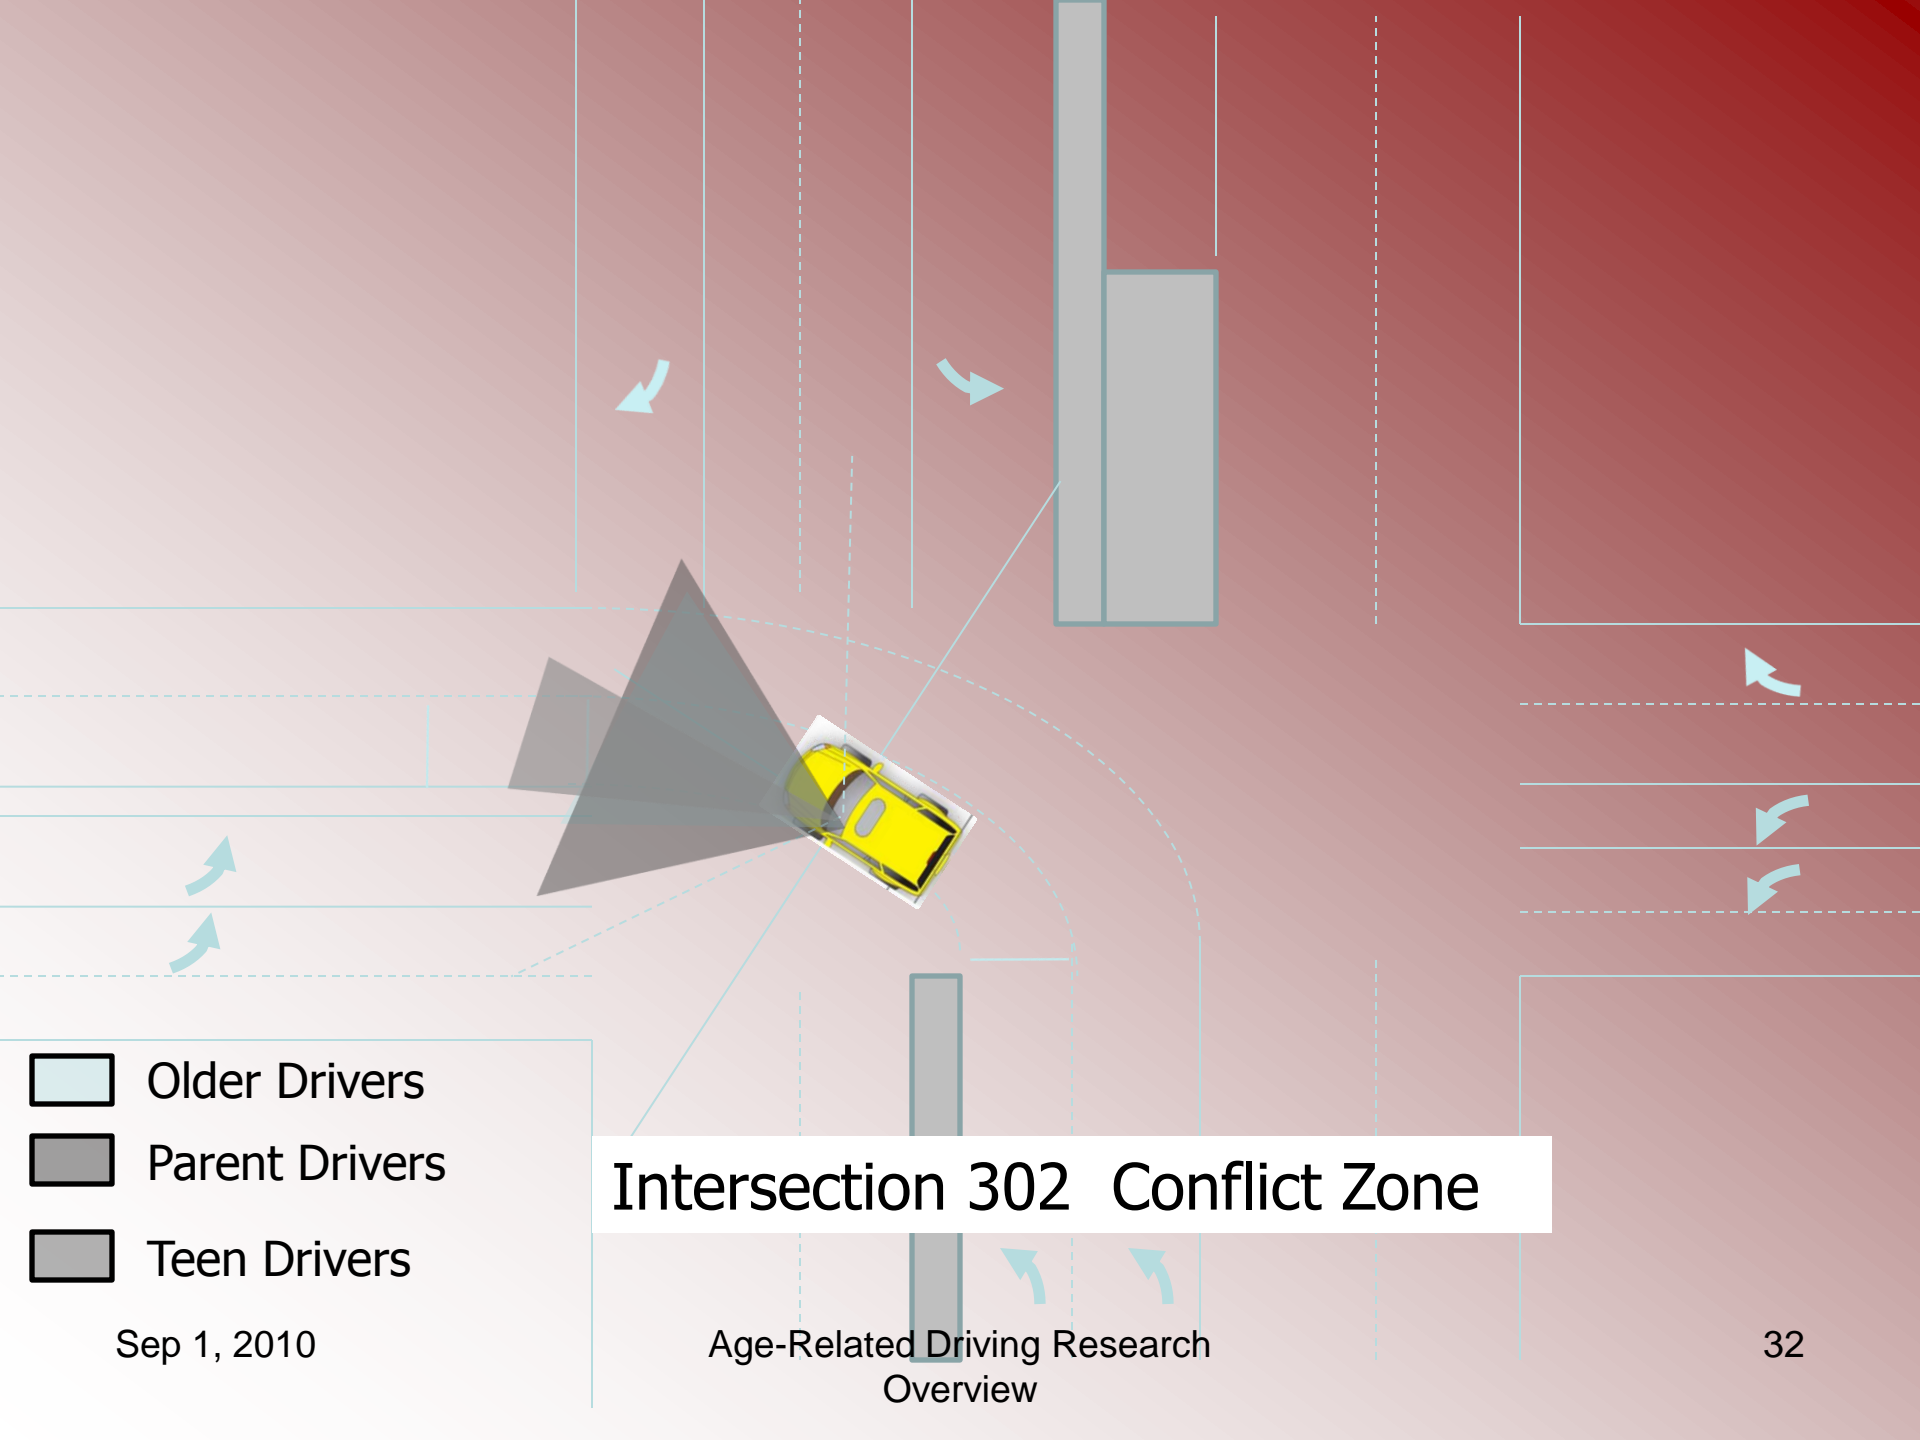 Older Drivers
Parent Drivers
Teen Drivers
Intersection 302  Conflict Zone
Sep 1, 2010
Age-Related Driving Research
Overview
32